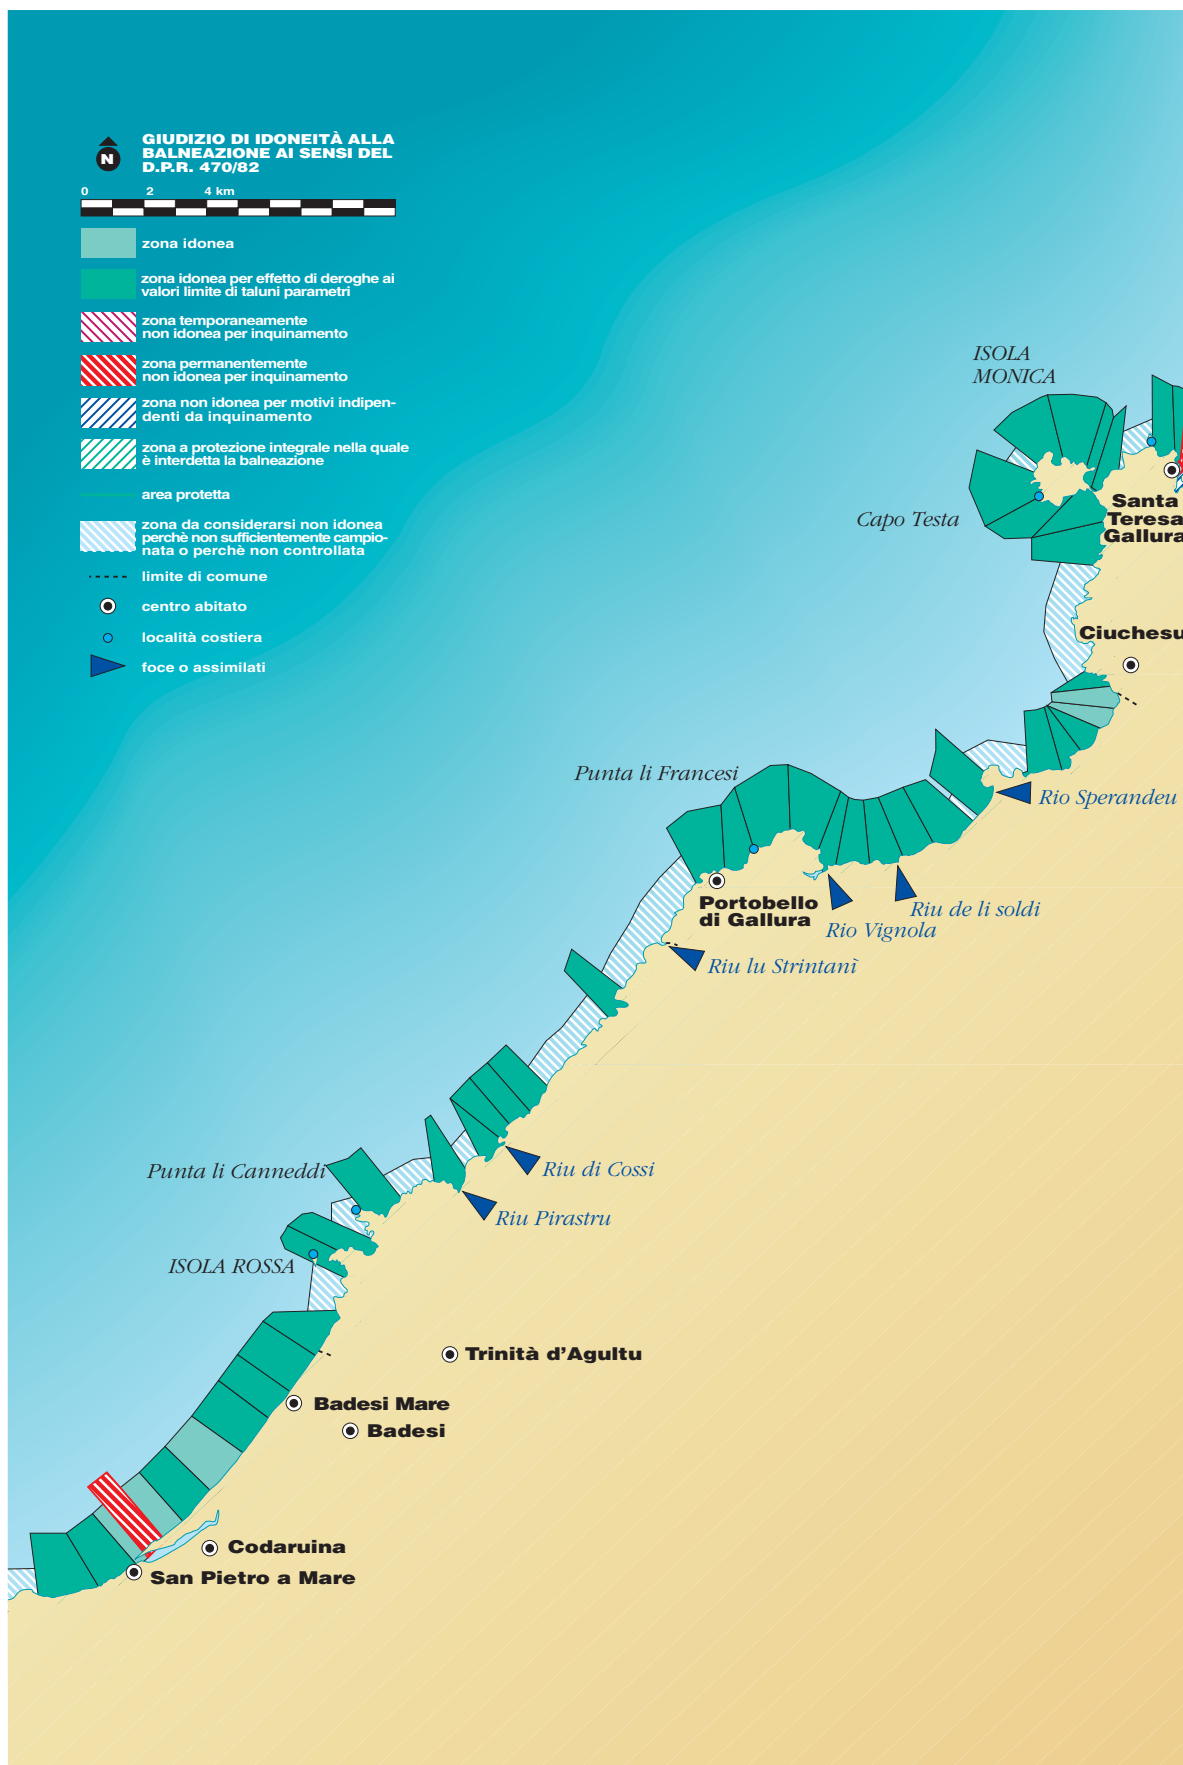 GIUDIZIO DI IDONEITÀ ALLA
BALNEAZIONE AI SENSI DEL
D.P.R. 470/82
N
0 2 4 km
zona idonea
zona idonea per effetto di deroghe ai
valori limite di taluni parametri
zona temporaneamente
non idonea per inquinamento
zona permanentemente
non idonea per inquinamento
zona non idonea per motivi indipen-
denti da inquinamento
zona a protezione integrale nella quale
è interdetta la balneazione
area protetta
zona da considerarsi non idonea
perchè non sufficientemente campio-
nata o perchè non controllata
limite di comune
centro abitato
località costiera
foce o assimilati
ISOLA
MONICA
Capo Testa
Santa
Teresa
Gallura
Ciuchesu
Punta li Francesi
Rio Sperandeu
Portobello
di Gallura
Riu de li soldi
Rio Vignola
Riu lu Strintanì
Punta li Canneddi
Riu di Cossi
Riu Pirastru
ISOLA ROSSA
Trinità d'Agultu
Badesi Mare
Badesi
Codaruina
San Pietro a Mare